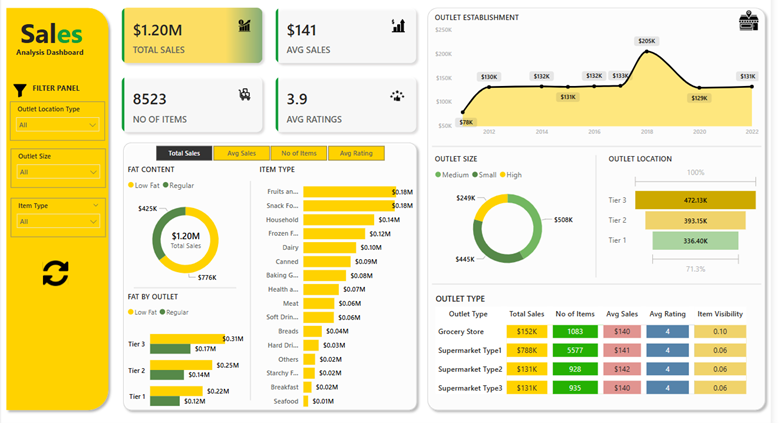 Sales
Analysis Dashboard
FILTER PANEL
Outlet Location Type
All
Outlet Size
All
Item Type
All
$1.20M
TOTAL SALES
$141
AVG SALES
8523
NO OF ITEMS
3.9
AVG RATINGS
Total Sales
Avg Sales
No of Items
Avg Rating
FAT CONTENT
Low Fat
Regular
$425K
$1.20M
Total Sales
$776K
FAT BY OUTLET
Low Fat
Regular
Tier 3
$0.31M
$0.17M
Tier 2
$0.25M
$0.14M
Tier 1
$0.22M
$0.12M
ITEM TYPE
Fruits an... $0.18M
Snack Fo... $0.18M
Household $0.14M
Frozen F... $0.12M
Dairy $0.10M
Canned $0.09M
Baking G... $0.08M
Health a... $0.07M
Meat $0.06M
Soft Drin... $0.06M
Breads $0.04M
Hard Dri... $0.03M
Others $0.02M
Starchy F... $0.02M
Breakfast $0.02M
Seafood $0.01M
OUTLET ESTABLISHMENT
$250K
$200K
$150K
$100K
$50K
$78K
$130K
$132K
$131K
$132K
$133K
$205K
$129K
$131K
2012 2014 2016 2018 2020 2022
OUTLET SIZE
Medium Small High
$249K
$508K
$445K
OUTLET LOCATION
100%
Tier 3 472.13K
Tier 2 393.15K
Tier 1 336.40K
71.3%
OUTLET TYPE
Outlet Type Total Sales No of Items Avg Sales Avg Rating Item Visibility
Grocery Store $152K 1083 $140 4 0.10
Supermarket Type1 $788K 5577 $141 4 0.06
Supermarket Type2 $131K 928 $142 4 0.06
Supermarket Type3 $131K 935 $140 4 0.06